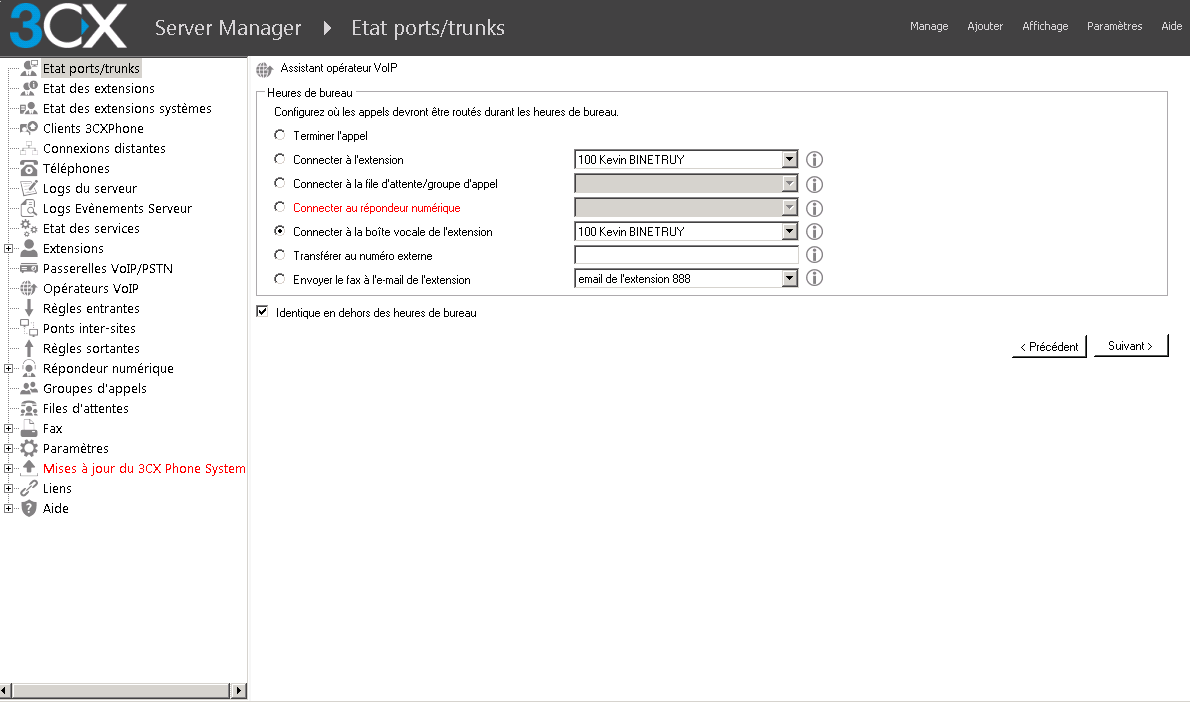 3CX Server Manager Etat ports/trunks Manage Ajouter Affichage Paramètres Aide
Etat ports/trunks
Etat des extensions
Etat des extensions systèmes
Clients 3CXPhone
Connexions distantes
Téléphones
Logs du serveur
Logs Evènements Serveur
Etat des services
Extensions
Passerelles VoIP/PSTN
Opérateurs VoIP
Règles entrantes
Ponts inter-sites
Règles sortantes
Répondeur numérique
Groupes d'appels
Files d'attentes
Fax
Paramètres
Mises à jour du 3CX Phone System
Liens
Aide
Assistant opérateur VoIP
Heures de bureau
Configurez où les appels devront être routés durant les heures de bureau.
Terminer l'appel
Connecter à l'extension 100 Kevin BINETRUY
Connecter à la file d'attente/groupe d'appel
Connecter au répondeur numérique
Connecter à la boîte vocale de l'extension 100 Kevin BINETRUY
Transférer au numéro externe
Envoyer le fax à l'e-mail de l'extension email de l'extension 888
Identique en dehors des heures de bureau
< Précédent Suivant >